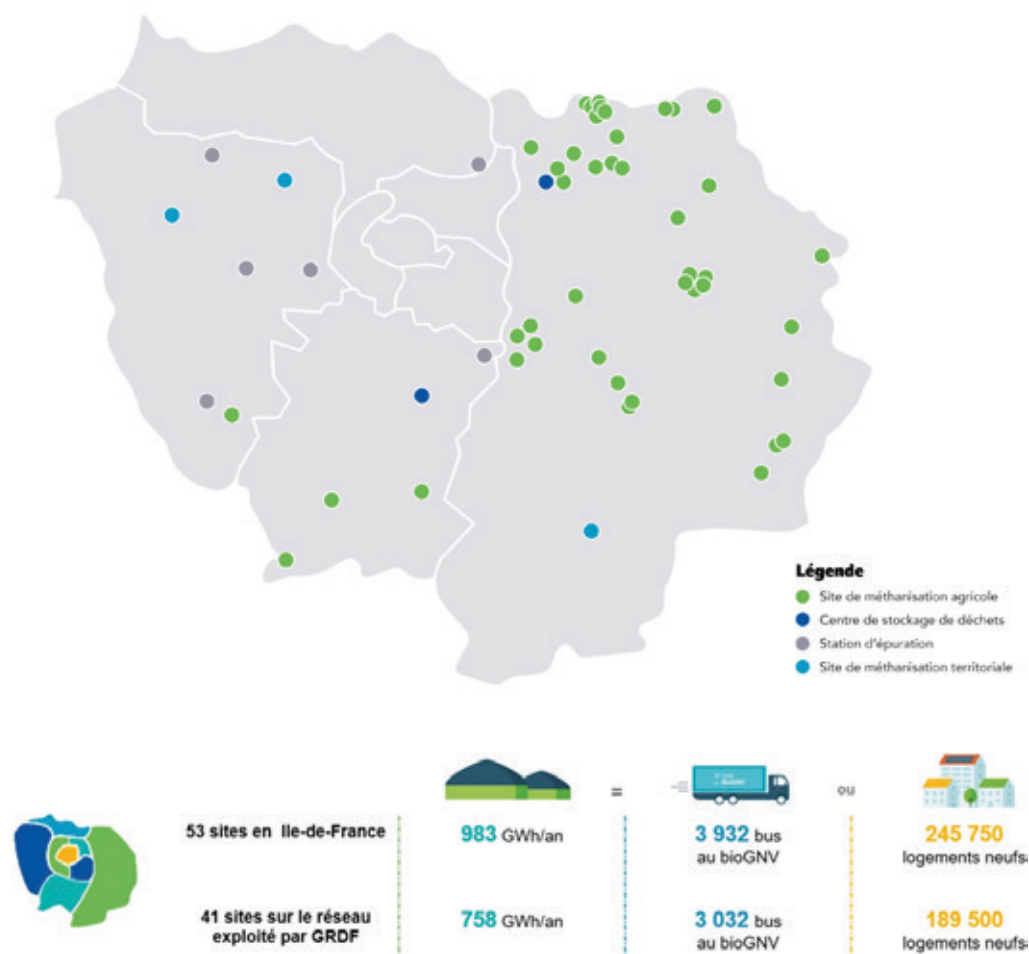 Légende
Site de méthanisation agricole
Centre de stockage de déchets
Station d'épuration
Site de méthanisation territoriale
=
ou
53 sites en Ile-de-France
983 GWh/an
3 932 bus
au bioGNV
245 750
logements neufs
41 sites sur le réseau
exploité par GRDF
758 GWh/an
3 032 bus
au bioGNV
189 500
logements neufs